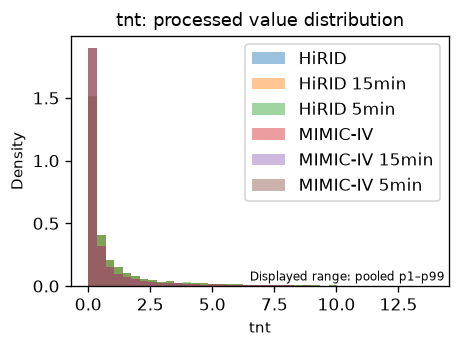 tnt: processed value distribution
HiRID
HiRID 15min
HiRID 5min
MIMIC-IV
MIMIC-IV 15min
MIMIC-IV 5min
Density
1.5
1.0
0.5
0.0
Displayed range: pooled p1–p99
0.0 2.5 5.0 7.5 10.0 12.5
tnt